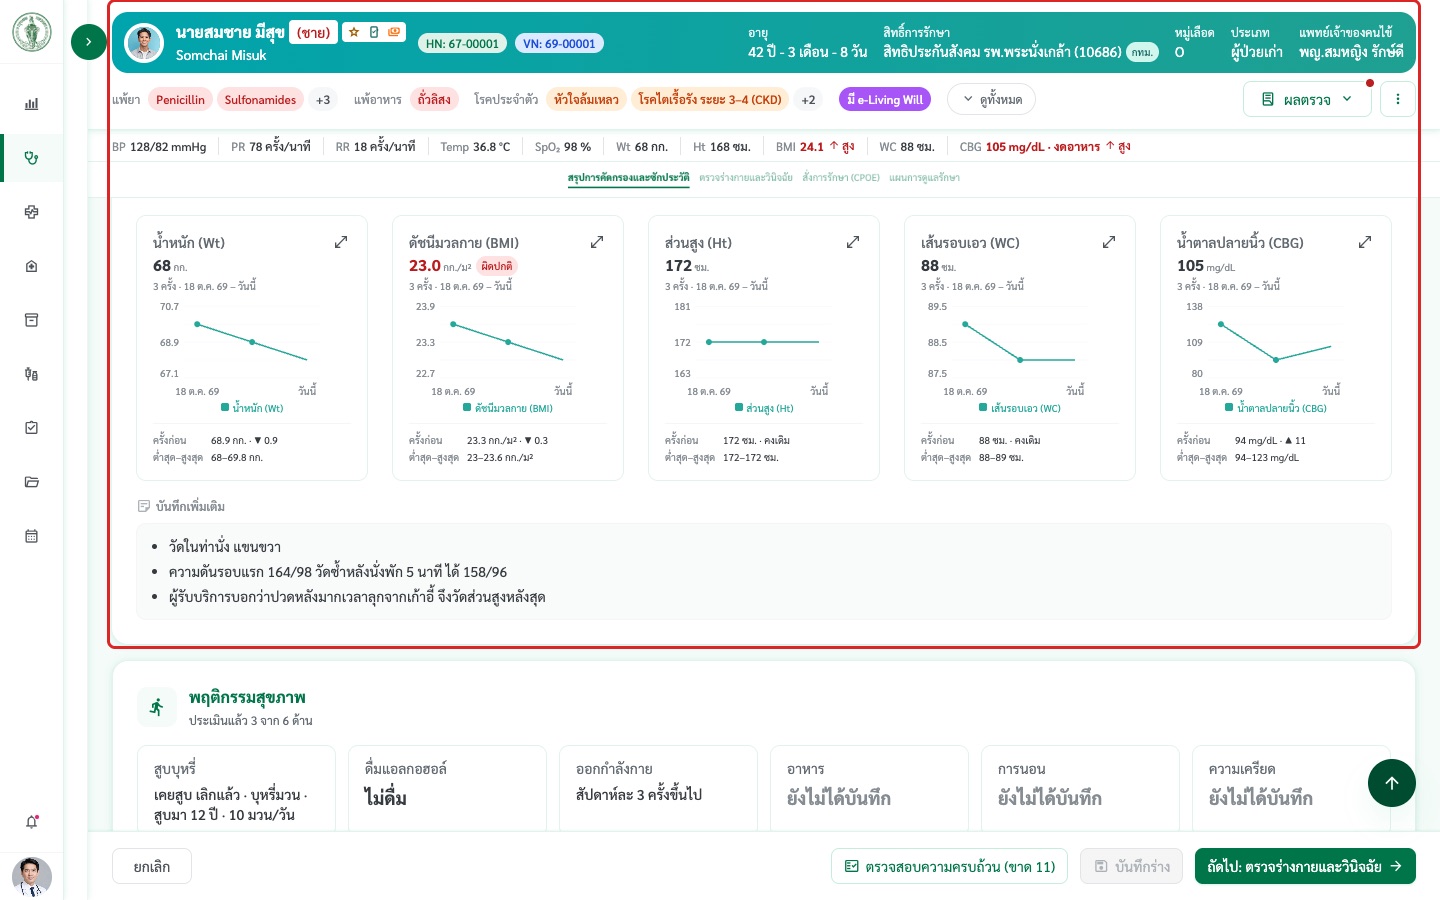 นายสมชาย มีสุข (ชาย)
Somchai Misuk
HN: 67-00001
VN: 69-00001
อายุ
42 ปี - 3 เดือน - 8 วัน
สิทธิ์การรักษา
สิทธิประกันสังคม รพ.พระนั่งเกล้า (10686) กทม.
หมู่เลือด
O
ประเภท
ผู้ป่วยเก่า
แพทย์เจ้าของคนไข้
พญ.สมหญิง รักษ์ดี
แพ้ยา Penicillin Sulfonamides +3 แพ้อาหาร ถั่วลิสง โรคประจำตัว หัวใจล้มเหลว โรคไตเรื้อรัง ระยะ 3–4 (CKD) +2 มี e-Living Will ดูทั้งหมด ผลตรวจ
BP 128/82 mmHg PR 78 ครั้ง/นาที RR 18 ครั้ง/นาที Temp 36.8 °C SpO₂ 98 % Wt 68 กก. Ht 168 ซม. BMI 24.1 ↑ สูง WC 88 ซม. CBG 105 mg/dL · งดอาหาร ↑ สูง
สรุปการคัดกรองและซักประวัติ ตรวจร่างกายและวินิจฉัย สั่งการรักษา (CPOE) แผนการดูแลรักษา
น้ำหนัก (Wt)
68 กก.
3 ครั้ง · 18 ต.ค. 69 – วันนี้
70.7
68.9
67.1
18 ต.ค. 69 วันนี้
น้ำหนัก (Wt)
ครั้งก่อน 68.9 กก. · ▼ 0.9
ต่ำสุด–สูงสุด 68–69.8 กก.
ดัชนีมวลกาย (BMI)
23.0 กก./ม² ผิดปกติ
3 ครั้ง · 18 ต.ค. 69 – วันนี้
23.9
23.3
22.7
18 ต.ค. 69 วันนี้
ดัชนีมวลกาย (BMI)
ครั้งก่อน 23.3 กก./ม² · ▼ 0.3
ต่ำสุด–สูงสุด 23–23.6 กก./ม²
ส่วนสูง (Ht)
172 ซม.
3 ครั้ง · 18 ต.ค. 69 – วันนี้
181
172
163
18 ต.ค. 69 วันนี้
ส่วนสูง (Ht)
ครั้งก่อน 172 ซม. · คงเดิม
ต่ำสุด–สูงสุด 172–172 ซม.
เส้นรอบเอว (WC)
88 ซม.
3 ครั้ง · 18 ต.ค. 69 – วันนี้
89.5
88.5
87.5
18 ต.ค. 69 วันนี้
เส้นรอบเอว (WC)
ครั้งก่อน 88 ซม. · คงเดิม
ต่ำสุด–สูงสุด 88–89 ซม.
น้ำตาลปลายนิ้ว (CBG)
105 mg/dL
3 ครั้ง · 18 ต.ค. 69 – วันนี้
138
109
80
18 ต.ค. 69 วันนี้
น้ำตาลปลายนิ้ว (CBG)
ครั้งก่อน 94 mg/dL · ▲ 11
ต่ำสุด–สูงสุด 94–123 mg/dL
บันทึกเพิ่มเติม
• วัดในท่านั่ง แขนขวา
• ความดันรอบแรก 164/98 วัดซ้ำหลังนั่งพัก 5 นาที ได้ 158/96
• ผู้รับบริการบอกว่าปวดหลังมากเวลาลุกจากเก้าอี้ จึงวัดส่วนสูงหลังสุด
พฤติกรรมสุขภาพ
ประเมินแล้ว 3 จาก 6 ด้าน
สูบบุหรี่
เคยสูบ เลิกแล้ว · บุหรี่มวน ·
สูบมา 12 ปี · 10 มวน/วัน
ดื่มแอลกอฮอล์
ไม่ดื่ม
ออกกำลังกาย
สัปดาห์ละ 3 ครั้งขึ้นไป
อาหาร
ยังไม่ได้บันทึก
การนอน
ยังไม่ได้บันทึก
ความเครียด
ยังไม่ได้บันทึก
ยกเลิก ตรวจสอบความครบถ้วน (ขาด 11) บันทึกร่าง ถัดไป: ตรวจร่างกายและวินิจฉัย →